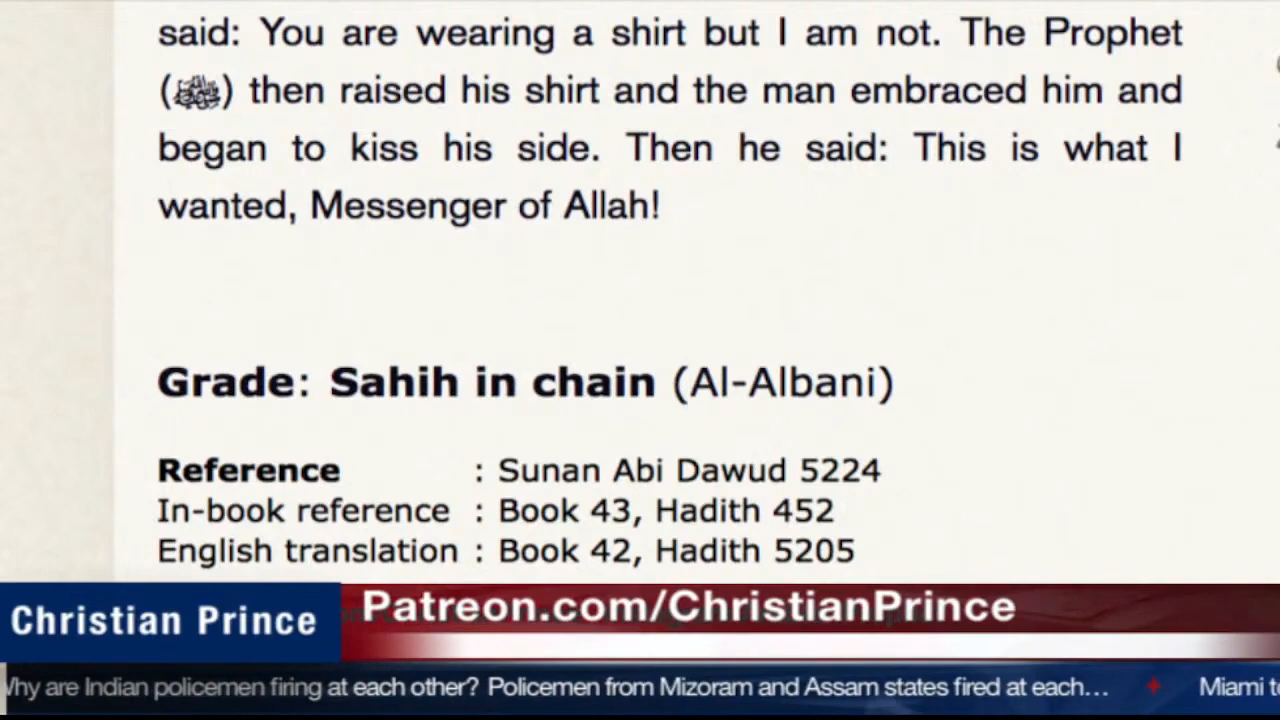 said: You are wearing a shirt but I am not. The Prophet
(ﷺ) then raised his shirt and the man embraced him and
began to kiss his side. Then he said: This is what I
wanted, Messenger of Allah!
Grade: Sahih in chain (Al-Albani)
Reference : Sunan Abi Dawud 5224
In-book reference : Book 43, Hadith 452
English translation : Book 42, Hadith 5205
Christian Prince
Patreon.com/ChristianPrince
Why are Indian policemen firing at each other? Policemen from Mizoram and Assam states fired at each... Miami